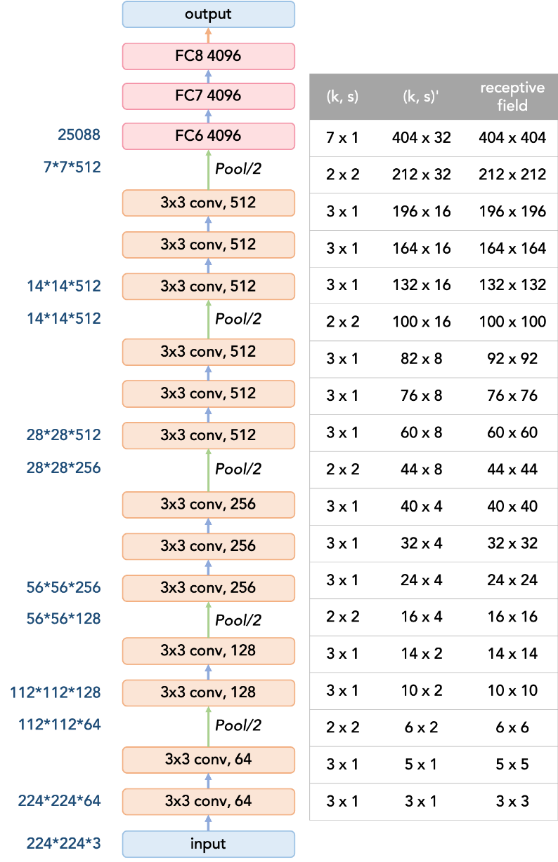 output
FC8 4096
FC7 4096
25088 FC6 4096
7*7*512 Pool/2
3x3 conv, 512
3x3 conv, 512
14*14*512 3x3 conv, 512
14*14*512 Pool/2
3x3 conv, 512
3x3 conv, 512
28*28*512 3x3 conv, 512
28*28*256 Pool/2
3x3 conv, 256
3x3 conv, 256
56*56*256 3x3 conv, 256
56*56*128 Pool/2
3x3 conv, 128
112*112*128 3x3 conv, 128
112*112*64 Pool/2
3x3 conv, 64
224*224*64 3x3 conv, 64
224*224*3 input
(k, s) (k, s)' receptive field
7 x 1 404 x 32 404 x 404
2 x 2 212 x 32 212 x 212
3 x 1 196 x 16 196 x 196
3 x 1 164 x 16 164 x 164
3 x 1 132 x 16 132 x 132
2 x 2 100 x 16 100 x 100
3 x 1 82 x 8 92 x 92
3 x 1 76 x 8 76 x 76
3 x 1 60 x 8 60 x 60
2 x 2 44 x 8 44 x 44
3 x 1 40 x 4 40 x 40
3 x 1 32 x 4 32 x 32
3 x 1 24 x 4 24 x 24
2 x 2 16 x 4 16 x 16
3 x 1 14 x 2 14 x 14
3 x 1 10 x 2 10 x 10
2 x 2 6 x 2 6 x 6
3 x 1 5 x 1 5 x 5
3 x 1 3 x 1 3 x 3